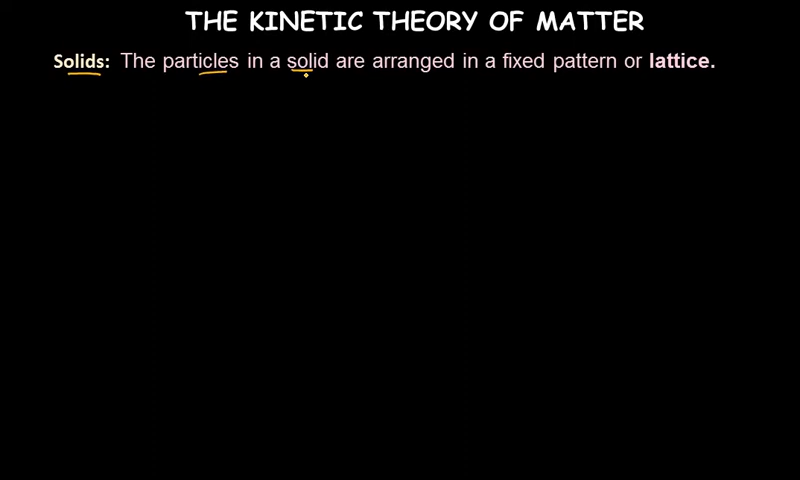 THE KINETIC THEORY OF MATTER
Solids: The particles in a solid are arranged in a fixed pattern or lattice.